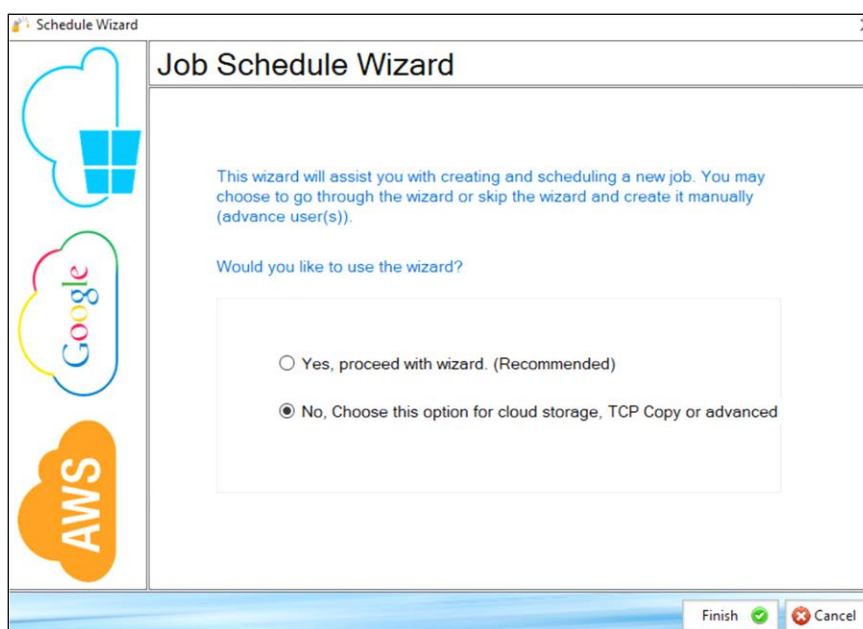 Schedule Wizard
Job Schedule Wizard
This wizard will assist you with creating and scheduling a new job. You may
choose to go through the wizard or skip the wizard and create it manually
(advance user(s)).
Would you like to use the wizard?
Yes, proceed with wizard. (Recommended)
No, Choose this option for cloud storage, TCP Copy or advanced
Google
AWS
Finish
Cancel